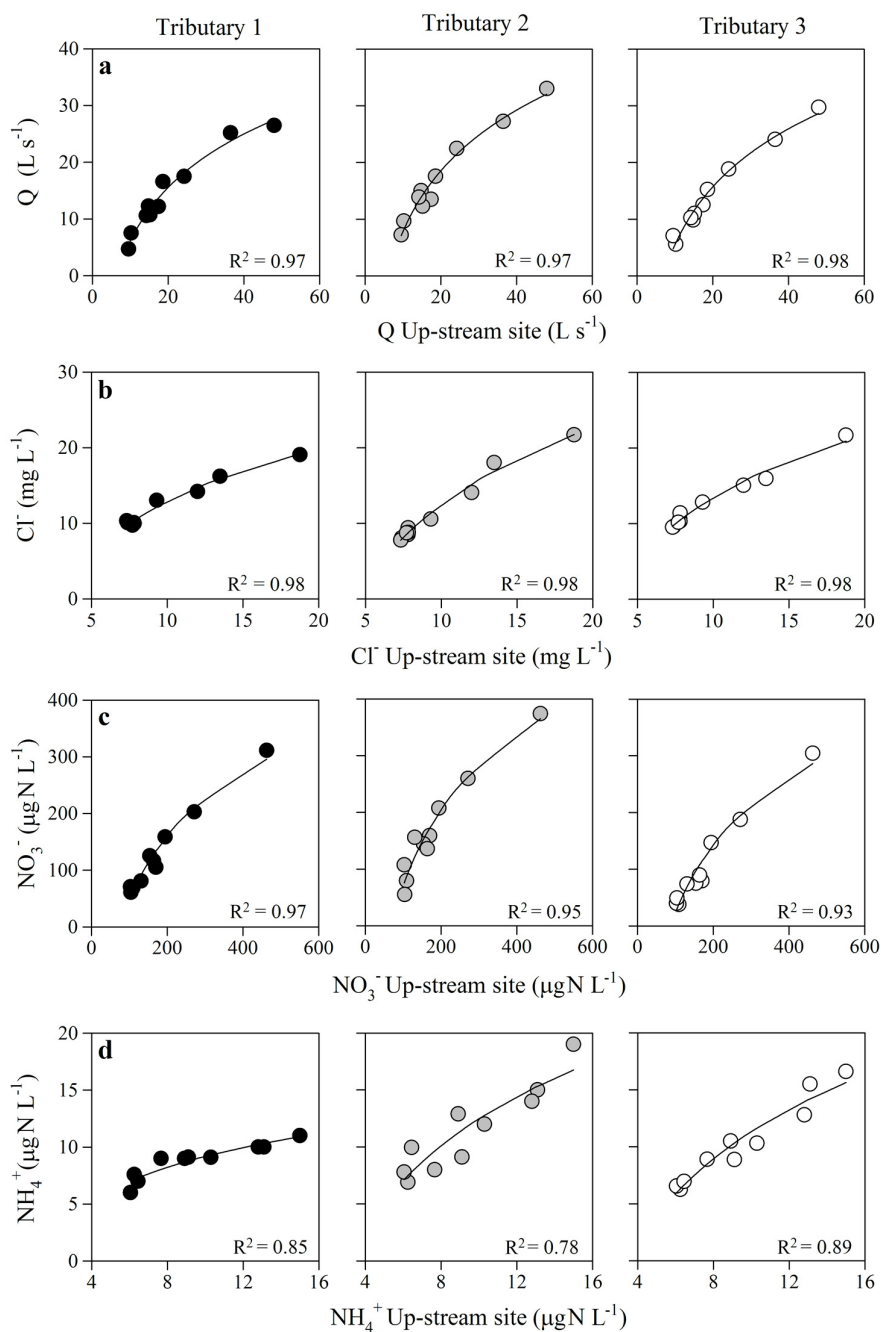 Tributary 1 Tributary 2 Tributary 3
a
Q (L s⁻¹)
40
30
20
10
0
R² = 0.97 R² = 0.97 R² = 0.98
0 20 40 60 0 20 40 60 0 20 40 60
Q Up-stream site (L s⁻¹)
b
Cl⁻ (mg L⁻¹)
30
20
10
0
R² = 0.98 R² = 0.98 R² = 0.98
5 10 15 20 5 10 15 20 5 10 15 20
Cl⁻ Up-stream site (mg L⁻¹)
c
NO₃⁻ (µgN L⁻¹)
400
300
200
100
0
R² = 0.97 R² = 0.95 R² = 0.93
0 200 400 600 0 200 400 600 0 200 400 600
NO₃⁻ Up-stream site (µgN L⁻¹)
d
NH₄⁺ (µgN L⁻¹)
20
15
10
5
0
R² = 0.85 R² = 0.78 R² = 0.89
4 8 12 16 4 8 12 16 4 8 12 16
NH₄⁺ Up-stream site (µgN L⁻¹)